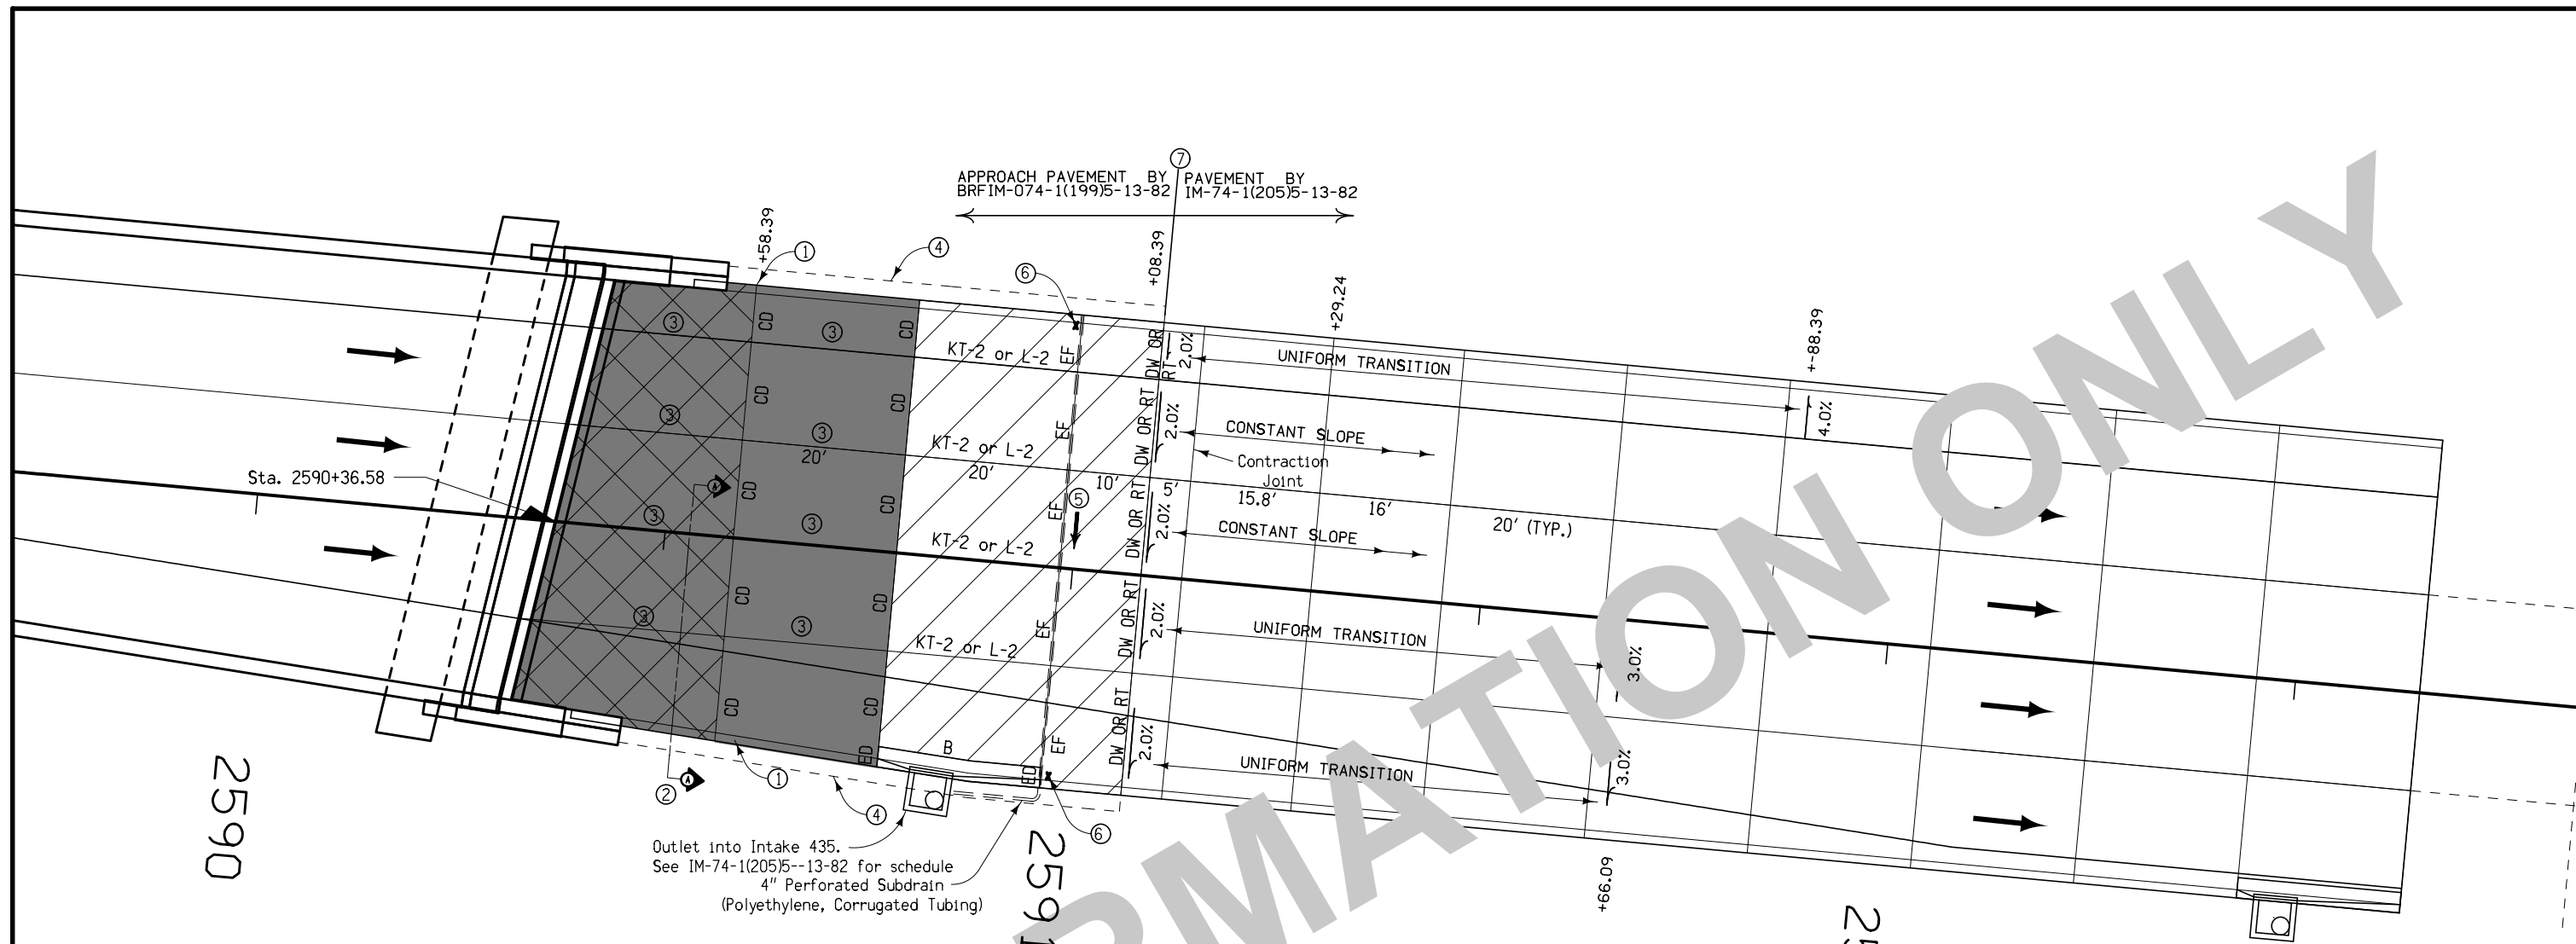 7
APPROACH PAVEMENT BY
BRFIM-074-1(199)5-13-82
PAVEMENT BY
IM-74-1(205)5-13-82
+58.39
1
4
6
+08.39
+29.24
+-88.39
3
CD
3
CD
KT-2 or L-2
EF
DW OR RT
2.0%
UNIFORM TRANSITION
4.0%
3
CD
3
CD
20'
KT-2 or L-2
20'
EF
DW OR RT
2.0%
CONSTANT SLOPE
Contraction
Joint
Sta. 2590+36.58
A
CD
3
3
CD
10'
5
5'
15.8'
16'
20' (TYP.)
KT-2 or L-2
EF
DW OR RT
2.0%
CONSTANT SLOPE
3
CD
3
CD
KT-2 or L-2
EF
DW OR RT
2.0%
UNIFORM TRANSITION
3.0%
CD
CD
ED
B
ED
EF
DW OR RT
2.0%
UNIFORM TRANSITION
3.0%
2
A
1
4
6
Outlet into Intake 435.
See IM-74-1(205)5--13-82 for schedule
4" Perforated Subdrain
(Polyethylene, Corrugated Tubing)
2590
2591
+66.09
RMATION ONLY